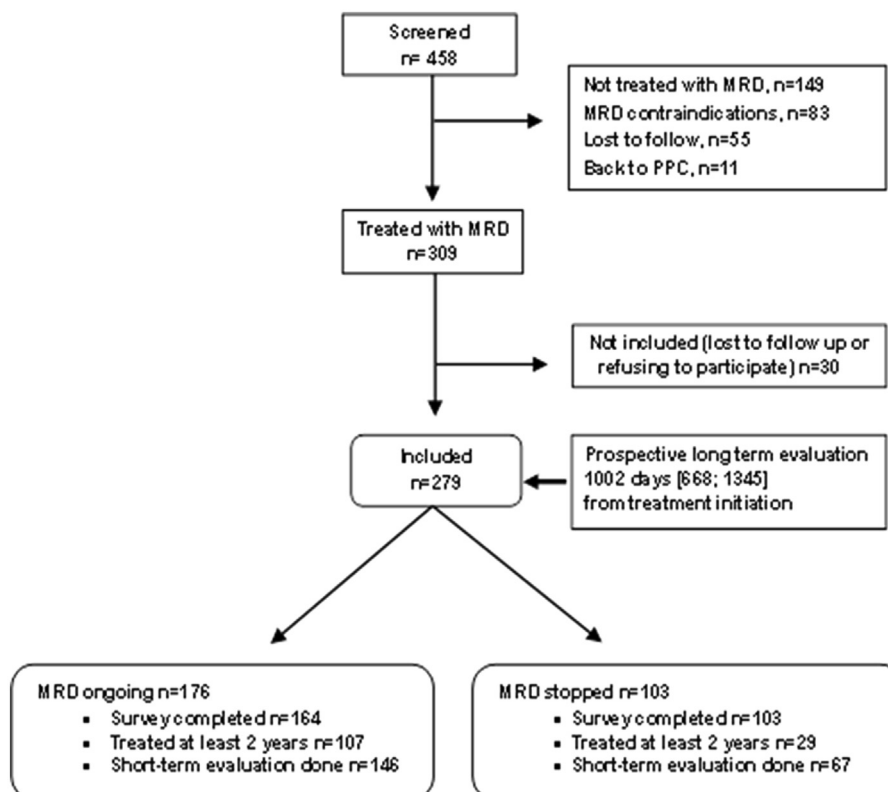 Screened
n= 458
Not treated with MRD, n=149
MRD contraindications, n=83
Lost to follow, n=55
Back to PPC, n=11
Treated with MRD
n=309
Not included (lost to follow up or
refusing to participate) n=30
Included
n=279
Prospective long term evaluation
1002 days [668; 1345]
from treatment initiation
MRD ongoing n=176
▪ Survey completed n=164
▪ Treated at least 2 years n=107
▪ Short-term evaluation done n=146
MRD stopped n=103
▪ Survey completed n=103
▪ Treated at least 2 years n=29
▪ Short-term evaluation done n=67